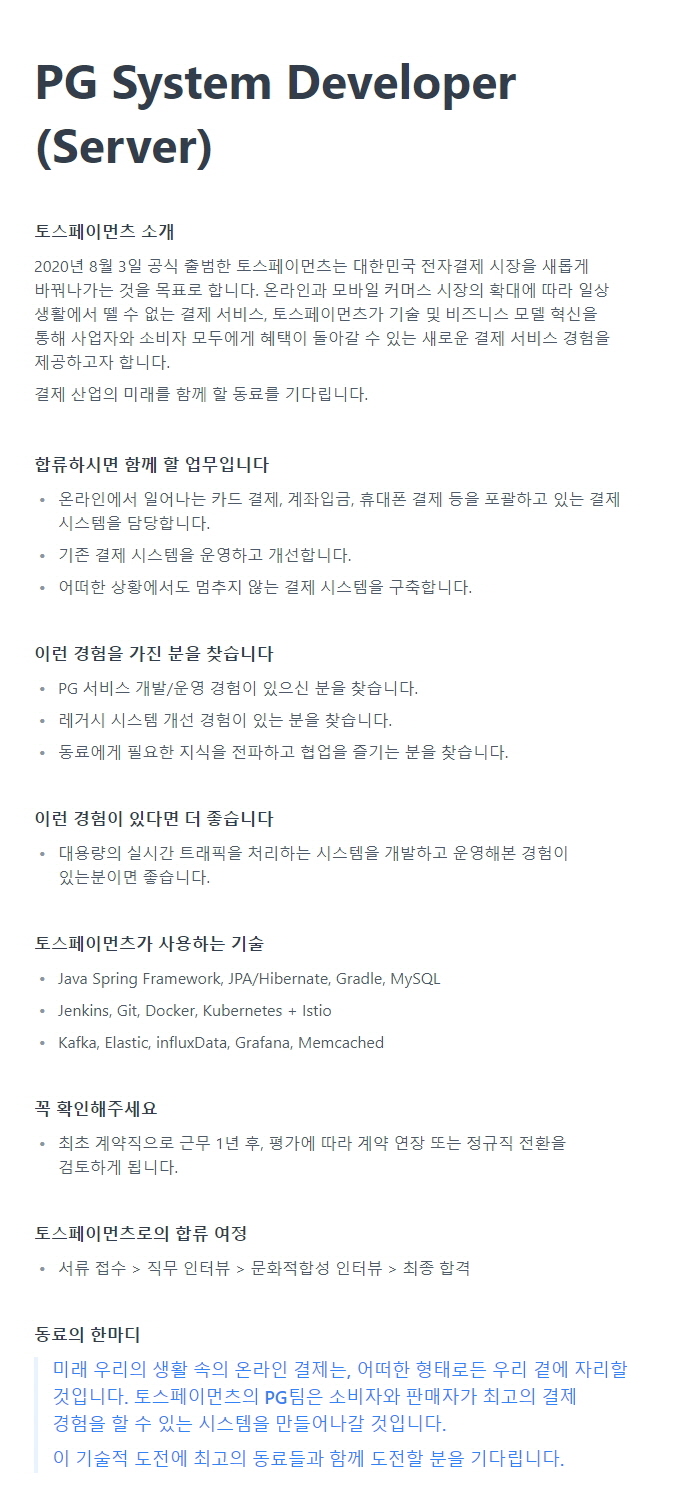 PG System Developer
(Server)
토스페이먼츠 소개
2020년 8월 3일 공식 출범한 토스페이먼츠는 대한민국 전자결제 시장을 새롭게
바꿔나가는 것을 목표로 합니다. 온라인과 모바일 커머스 시장의 확대에 따라 일상
생활에서 뗄 수 없는 결제 서비스, 토스페이먼츠가 기술 및 비즈니스 모델 혁신을
통해 사업자와 소비자 모두에게 혜택이 돌아갈 수 있는 새로운 결제 서비스 경험을
제공하고자 합니다.
결제 산업의 미래를 함께 할 동료를 기다립니다.
합류하시면 함께 할 업무입니다
• 온라인에서 일어나는 카드 결제, 계좌입금, 휴대폰 결제 등을 포괄하고 있는 결제
시스템을 담당합니다.
• 기존 결제 시스템을 운영하고 개선합니다.
• 어떠한 상황에서도 멈추지 않는 결제 시스템을 구축합니다.
이런 경험을 가진 분을 찾습니다
• PG 서비스 개발/운영 경험이 있으신 분을 찾습니다.
• 레거시 시스템 개선 경험이 있는 분을 찾습니다.
• 동료에게 필요한 지식을 전파하고 협업을 즐기는 분을 찾습니다.
이런 경험이 있다면 더 좋습니다
• 대용량의 실시간 트래픽을 처리하는 시스템을 개발하고 운영해본 경험이
있는분이면 좋습니다.
토스페이먼츠가 사용하는 기술
• Java Spring Framework, JPA/Hibernate, Gradle, MySQL
• Jenkins, Git, Docker, Kubernetes + Istio
• Kafka, Elastic, influxData, Grafana, Memcached
꼭 확인해주세요
• 최초 계약직으로 근무 1년 후, 평가에 따라 계약 연장 또는 정규직 전환을
검토하게 됩니다.
토스페이먼츠로의 합류 여정
• 서류 접수 > 직무 인터뷰 > 문화적합성 인터뷰 > 최종 합격
동료의 한마디
미래 우리의 생활 속의 온라인 결제는, 어떠한 형태로든 우리 곁에 자리할
것입니다. 토스페이먼츠의 PG팀은 소비자와 판매자가 최고의 결제
경험을 할 수 있는 시스템을 만들어나갈 것입니다.
이 기술적 도전에 최고의 동료들과 함께 도전할 분을 기다립니다.